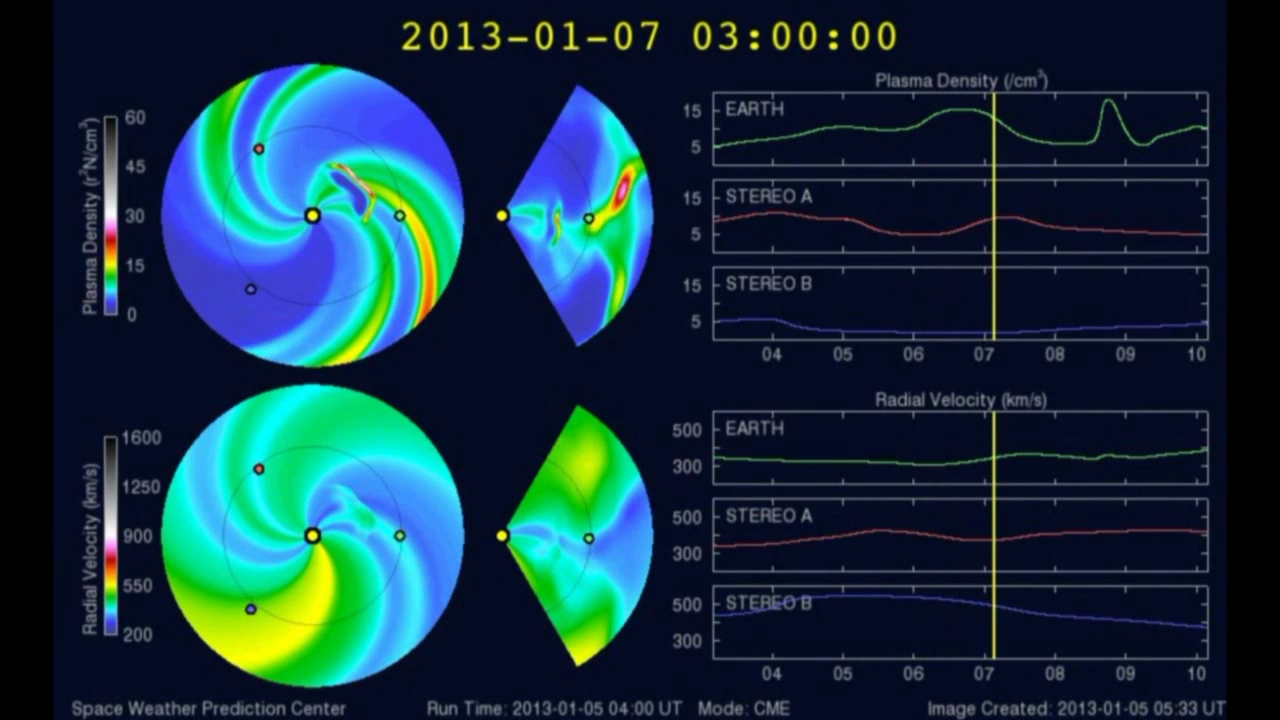 2013-01-07 03:00:00
Plasma Density (r²N/cm³)
60
45
30
15
0
Plasma Density (/cm³)
EARTH
15
5
STEREO A
15
5
STEREO B
15
5
04 05 06 07 08 09 10
Radial Velocity (km/s)
1600
1250
900
550
200
Radial Velocity (km/s)
EARTH
500
300
STEREO A
500
300
STEREO B
500
300
04 05 06 07 08 09 10
Space Weather Prediction Center
Run Time: 2013-01-05 04:00 UT Mode: CME
Image Created: 2013-01-05 05:33 UT